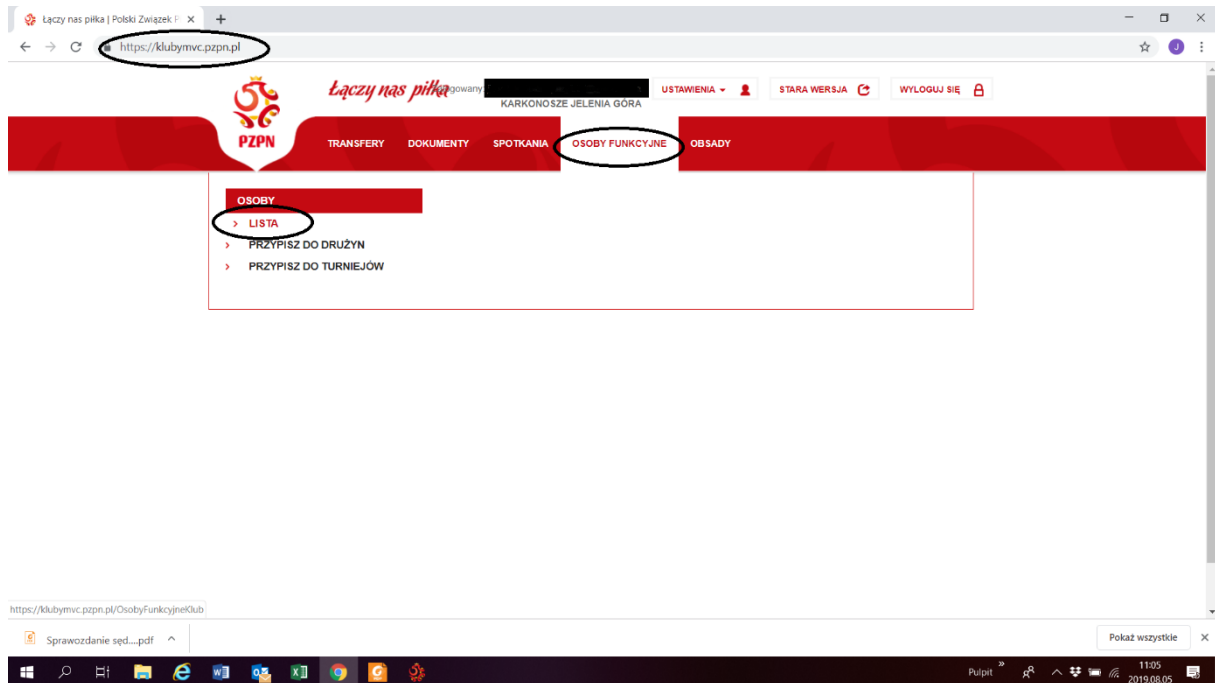 Łączy nas piłka | Polski Związek P
https://klubymvc.pzpn.pl
Łączy nas piłka
KARKONOSZE JELENIA GÓRA
USTAWIENIA
STARA WERSJA
WYLOGUJ SIĘ
PZPN
TRANSFERY DOKUMENTY SPOTKANIA OSOBY FUNKCYJNE OBSADY
OSOBY
> LISTA
> PRZYPISZ DO DRUŻYN
> PRZYPISZ DO TURNIEJÓW
https://klubymvc.pzpn.pl/OsobyFunkcyjneKlub
Sprawozdanie sęd....pdf
Pokaż wszystkie
Pulpit
11:05
2019.08.05